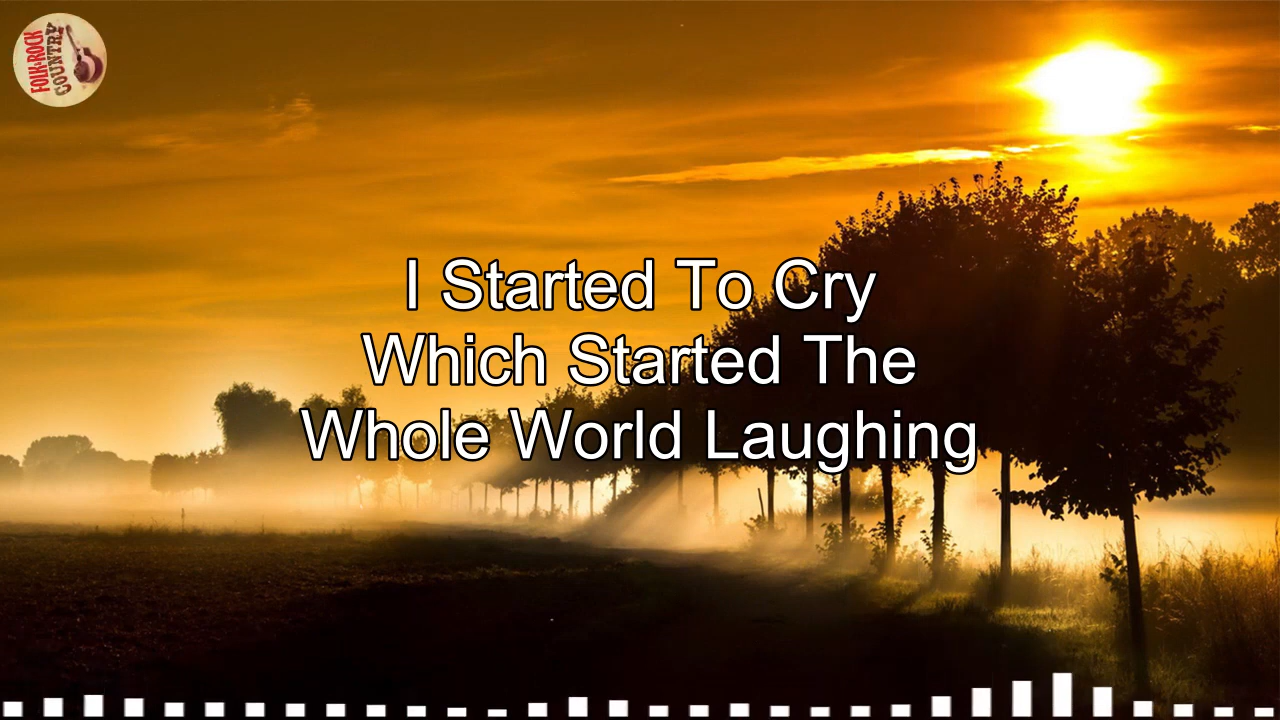 FOLK-ROCK
COUNTRY
I Started To Cry
Which Started The
Whole World Laughing